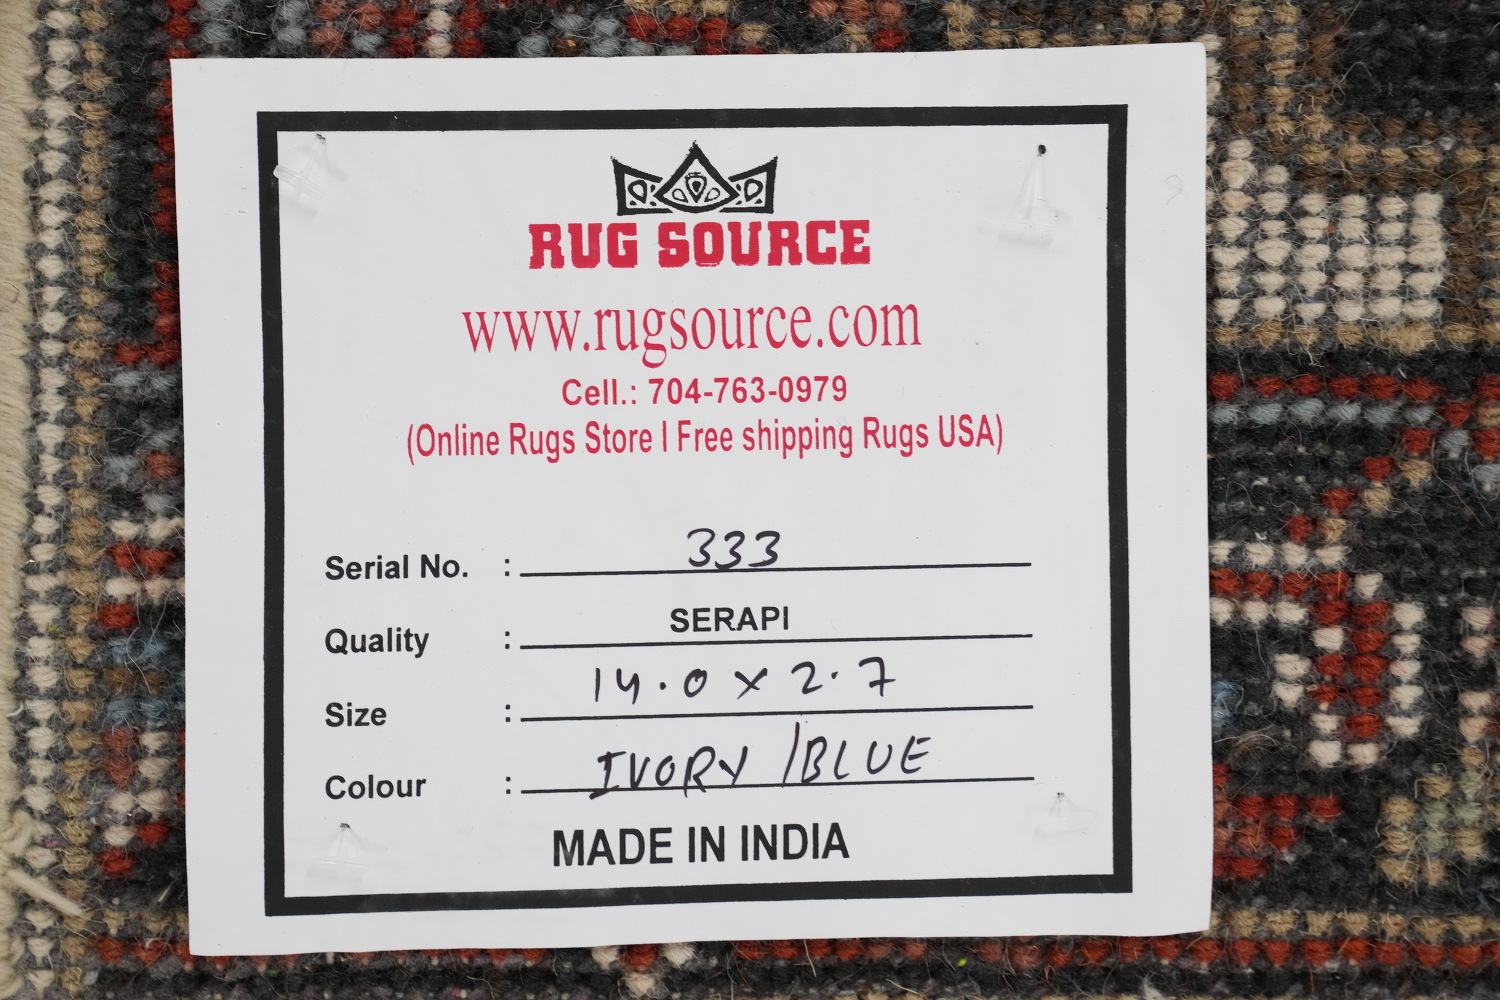 RUG SOURCE
www.rugsource.com
Cell.: 704-763-0979
(Online Rugs Store I Free shipping Rugs USA)
Serial No. : 333
Quality : SERAPI
Size : 14.0 x 2.7
Colour : IVORY / BLUE
MADE IN INDIA